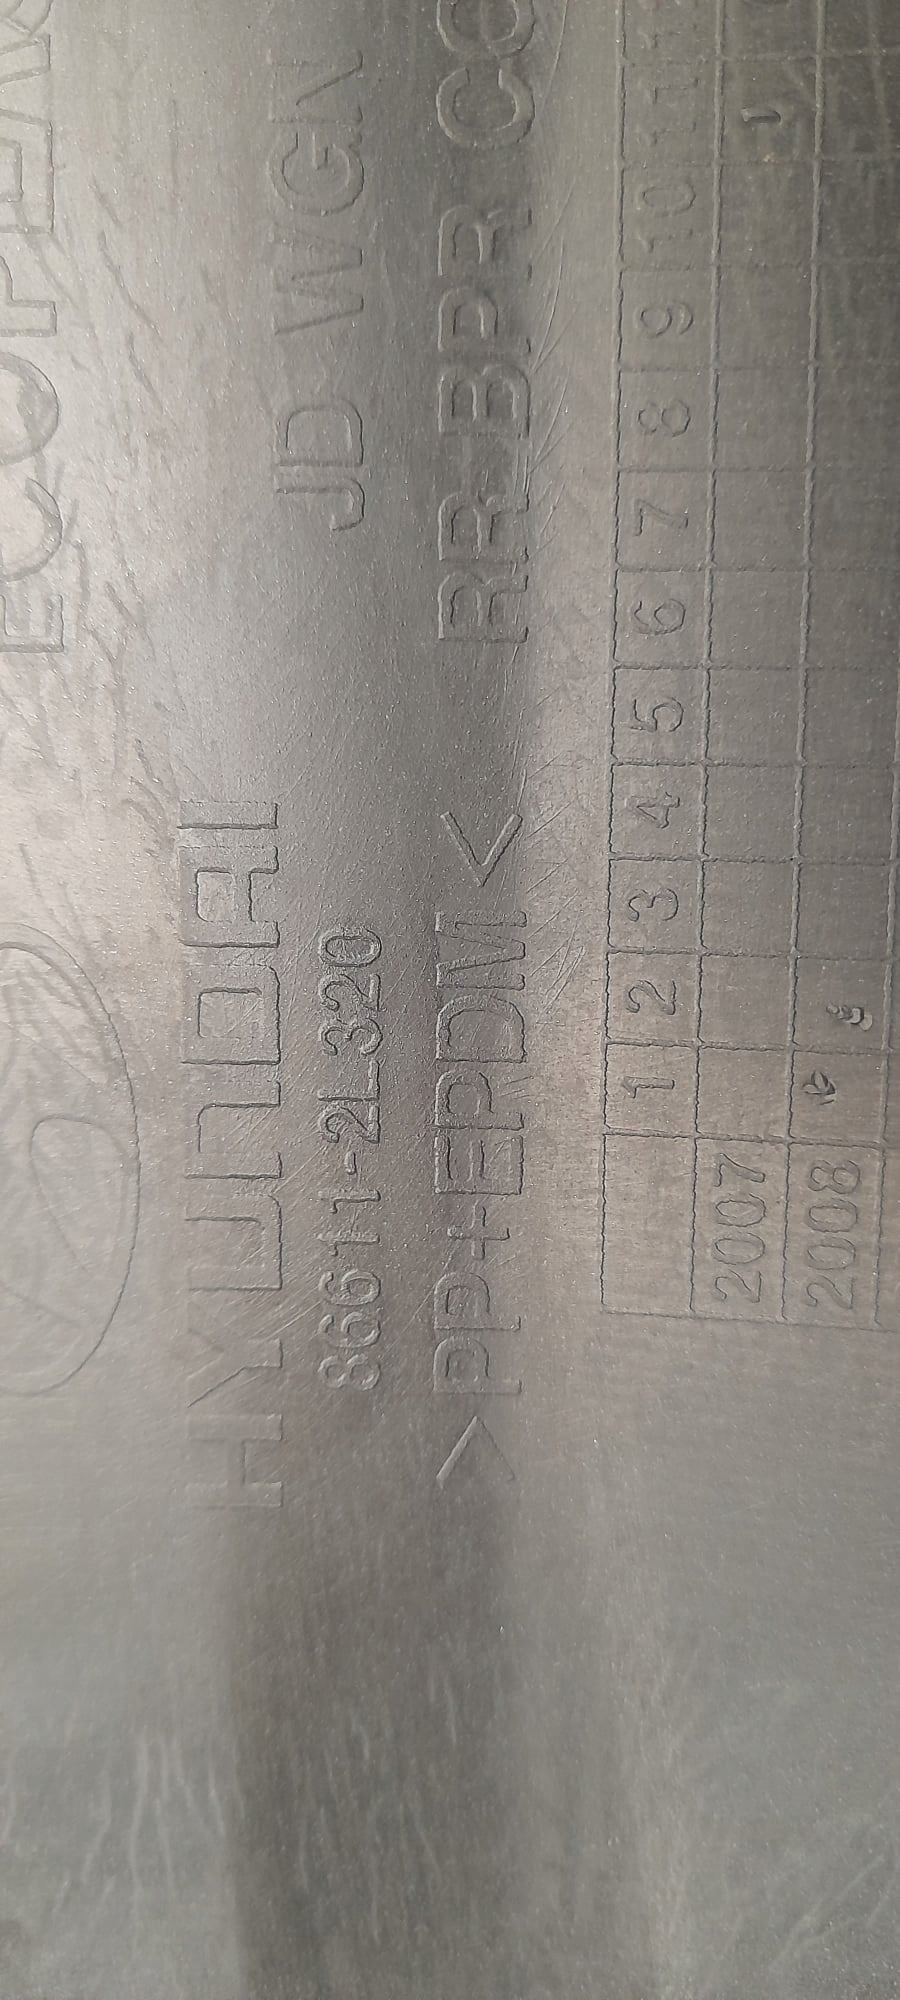 HYUNDAI
JD WGN
86611-2L320
>PP+EPDM<
RR-BPR
1 2 3 4 5 6 7 8 9 10 11
2007
2008